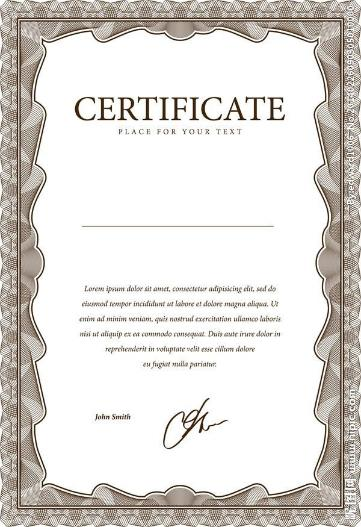 CERTIFICATE
PLACE FOR YOUR TEXT
Lorem ipsum dolor sit amet, consectetur adipisicing elit, sed do
eiusmod tempor incididunt ut labore et dolore magna aliqua. Ut
enim ad minim veniam, quis nostrud exercitation ullamco laboris
nisi ut aliquip ex ea commodo consequat. Duis aute irure dolor in
reprehenderit in voluptate velit esse cillum dolore
eu fugiat nulla pariatur.
John Smith